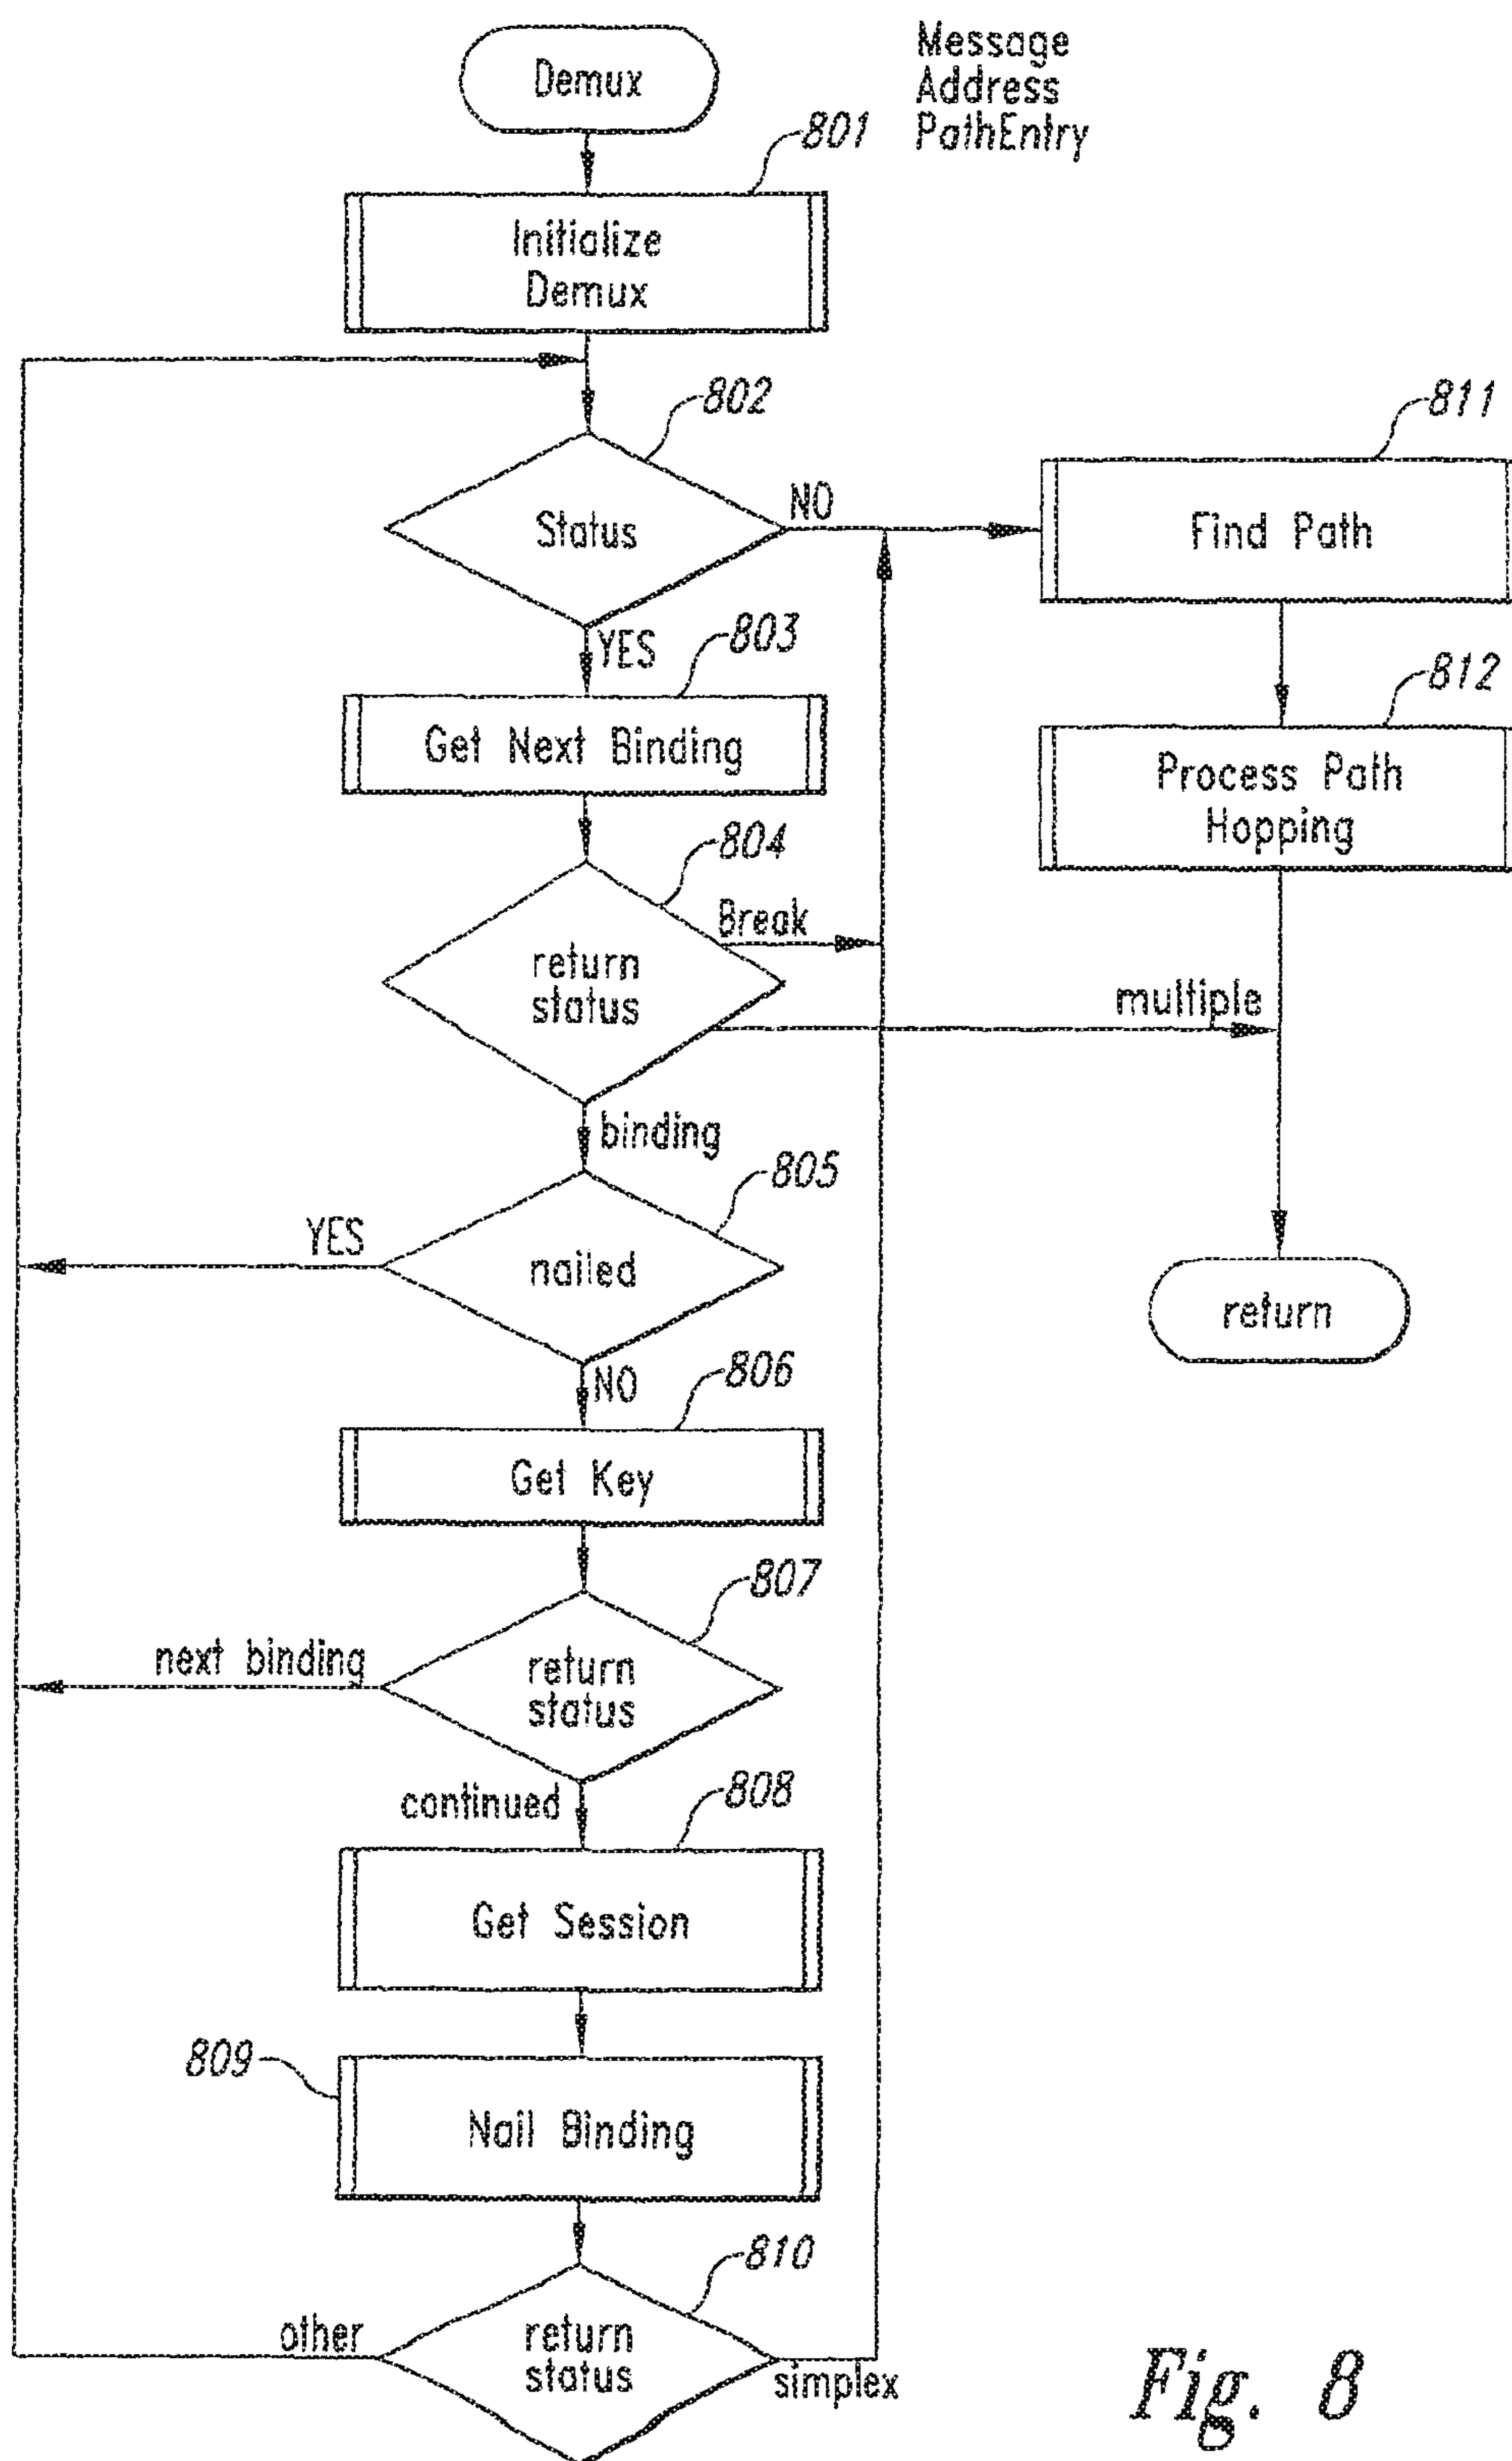 Demux
Message
Address
PathEntry
801
Initialize
Demux
802
Status
NO
811
Find Path
YES
803
Get Next Binding
812
Process Path
Hopping
804
return
status
Break
multiple
binding
805
YES
nailed
return
NO
806
Get Key
807
next binding
return
status
continued
808
Get Session
809
Nail Binding
810
other
return
status
simplex
Fig. 8